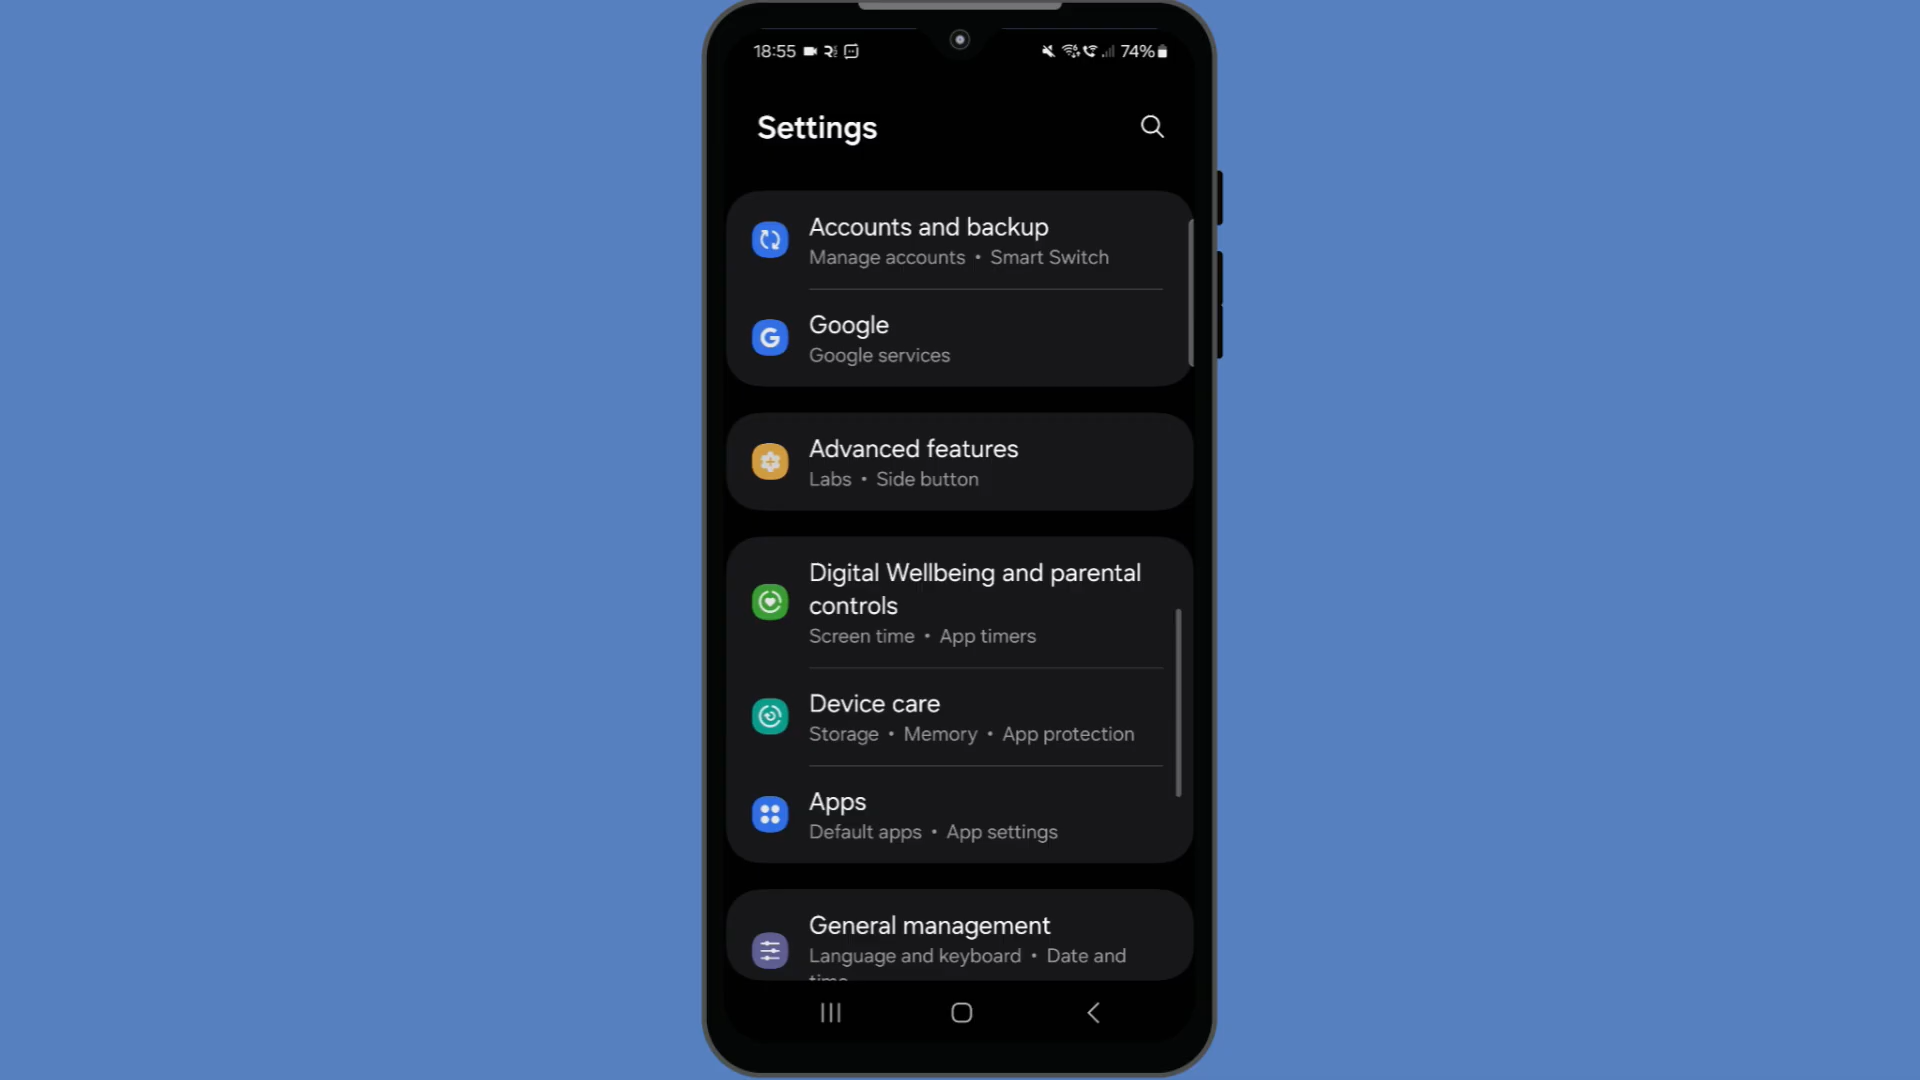 18:55
74%
Settings
Accounts and backup
Manage accounts • Smart Switch
Google
Google services
Advanced features
Labs • Side button
Digital Wellbeing and parental
controls
Screen time • App timers
Device care
Storage • Memory • App protection
Apps
Default apps • App settings
General management
Language and keyboard • Date and
time